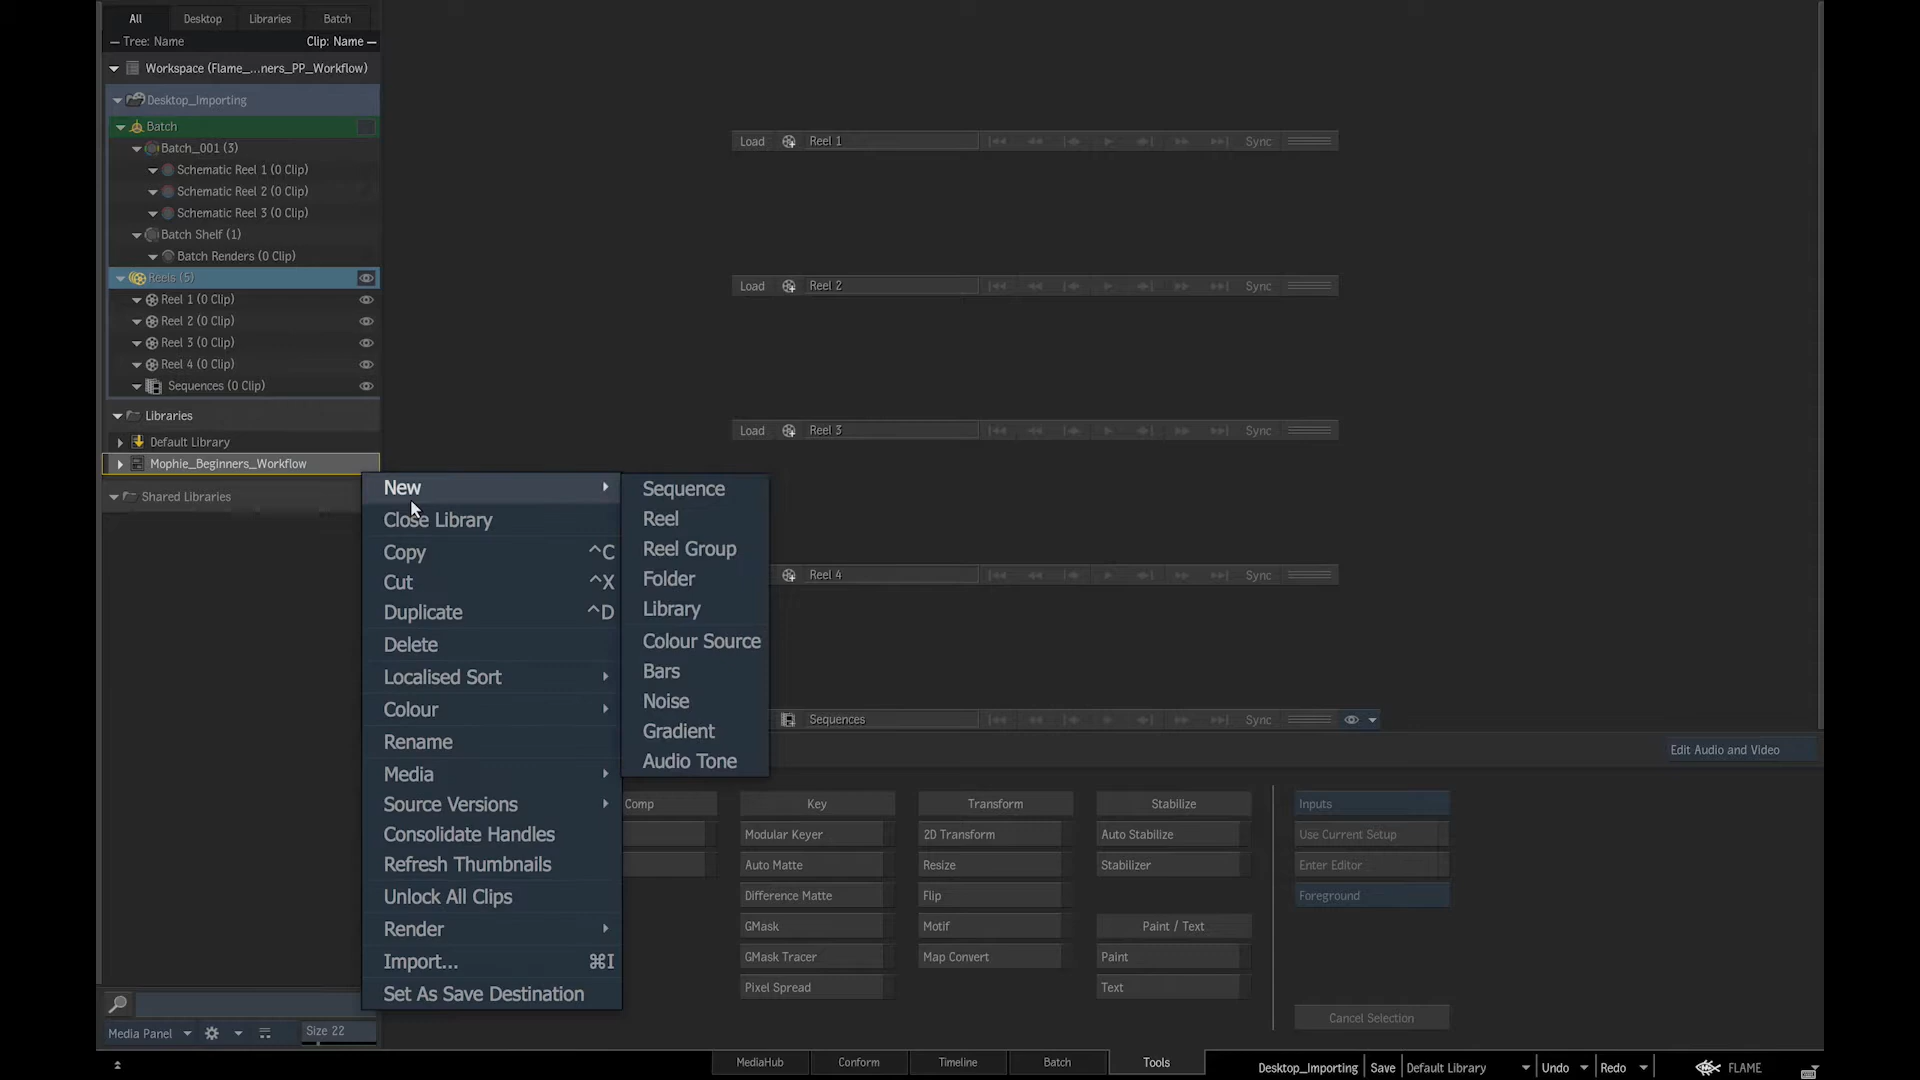 All Desktop Libraries Batch
Tree: Name Clip: Name
Workspace (Flame_...ners_PP_Workflow)
Desktop_Importing
Batch
Batch_001 (3)
Schematic Reel 1 (0 Clip)
Schematic Reel 2 (0 Clip)
Schematic Reel 3 (0 Clip)
Batch Shelf (1)
Batch Renders (0 Clip)
Reels (5)
Reel 1 (0 Clip)
Reel 2 (0 Clip)
Reel 3 (0 Clip)
Reel 4 (0 Clip)
Sequences (0 Clip)
Libraries
Default Library
Mophie_Beginners_Workflow
Shared Libraries
Load Reel 1 Sync
Load Reel 2 Sync
Load Reel 3 Sync
Reel 4 Sync
Sequences Sync
New
Close Library
Copy ^C
Cut ^X
Duplicate ^D
Delete
Localised Sort
Colour
Rename
Media
Source Versions
Consolidate Handles
Refresh Thumbnails
Unlock All Clips
Render
Import... ⌘I
Set As Save Destination
Sequence
Reel
Reel Group
Folder
Library
Colour Source
Bars
Noise
Gradient
Audio Tone
Edit Audio and Video
Comp Key Transform Stabilize Inputs
Modular Keyer 2D Transform Auto Stabilize Use Current Setup
Auto Matte Resize Stabilizer Enter Editor
Difference Matte Flip Foreground
GMask Motif Paint / Text
GMask Tracer Map Convert Paint
Pixel Spread Text
Cancel Selection
Media Panel Size 22
MediaHub Conform Timeline Batch Tools Desktop_Importing Save Default Library Undo Redo FLAME